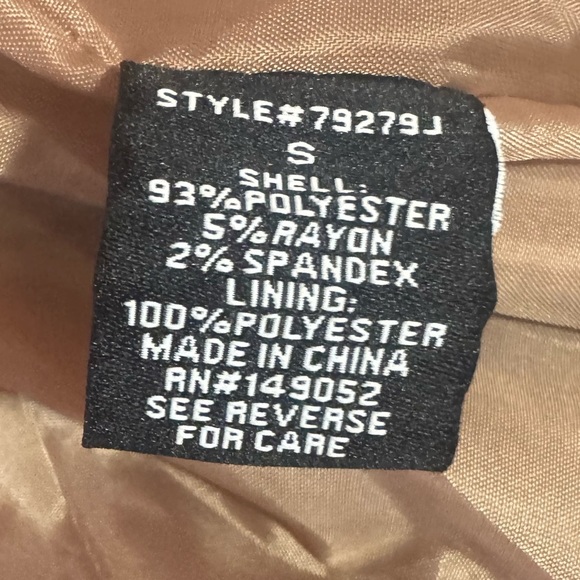 STYLE#79279J
S
SHELL:
93%POLYESTER
5%RAYON
2%SPANDEX
LINING:
100%POLYESTER
MADE IN CHINA
RN#149052
SEE REVERSE
FOR CARE